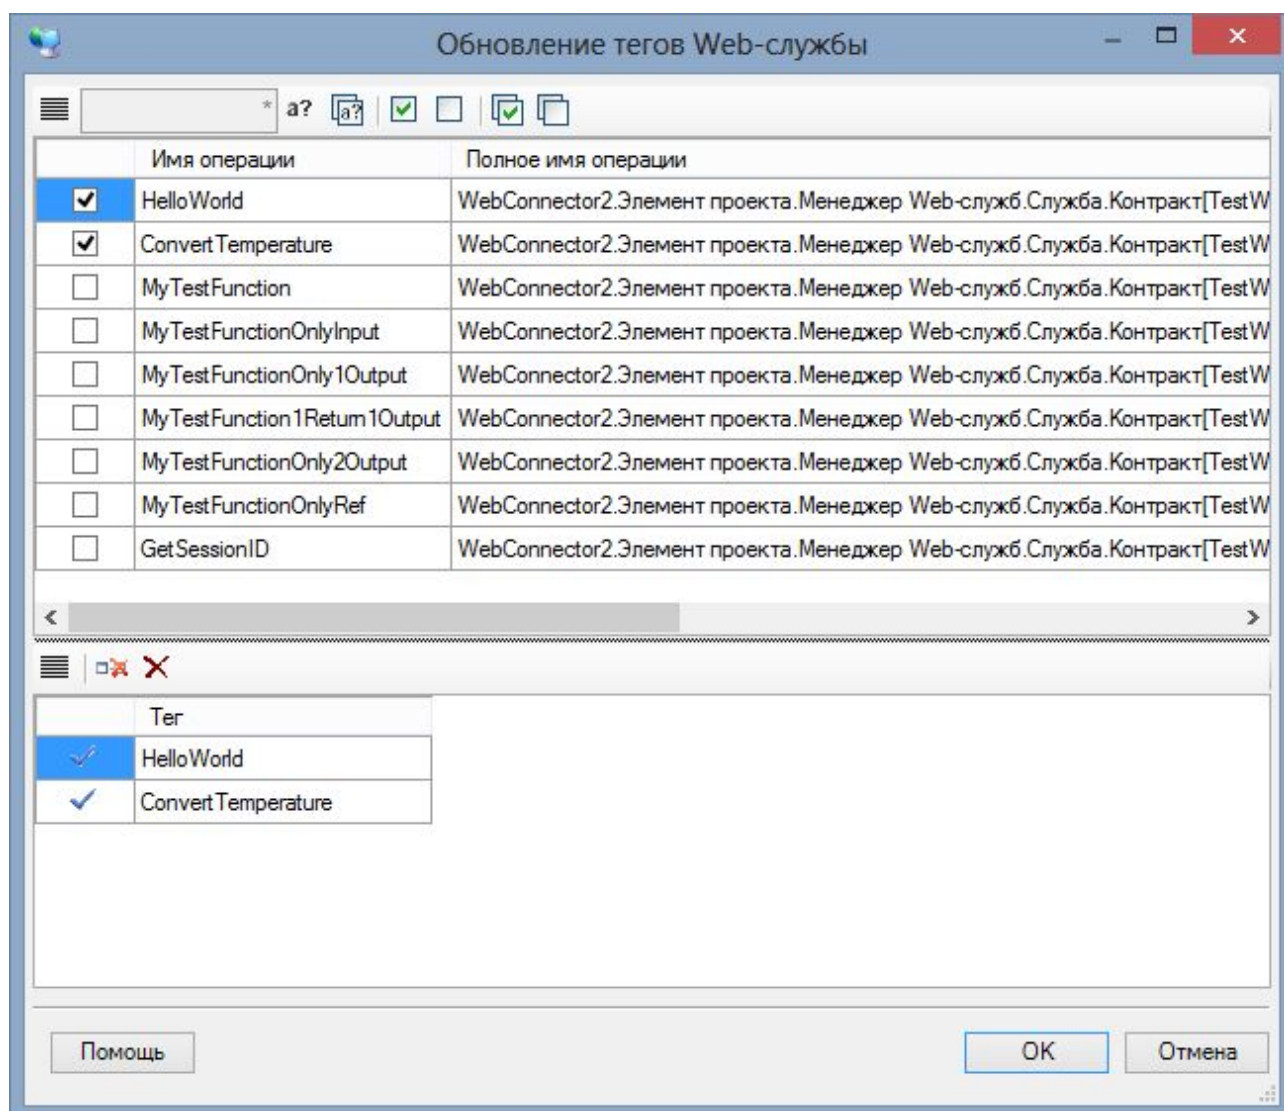 Обновление тегов Web-службы
* a? a?
Имя операции Полное имя операции
HelloWorld WebConnector2.Элемент проекта.Менеджер Web-служб.Служба.Контракт[TestW
ConvertTemperature WebConnector2.Элемент проекта.Менеджер Web-служб.Служба.Контракт[TestW
MyTestFunction WebConnector2.Элемент проекта.Менеджер Web-служб.Служба.Контракт[TestW
MyTestFunctionOnlyInput WebConnector2.Элемент проекта.Менеджер Web-служб.Служба.Контракт[TestW
MyTestFunctionOnly1Output WebConnector2.Элемент проекта.Менеджер Web-служб.Служба.Контракт[TestW
MyTestFunction1Return1Output WebConnector2.Элемент проекта.Менеджер Web-служб.Служба.Контракт[TestW
MyTestFunctionOnly2Output WebConnector2.Элемент проекта.Менеджер Web-служб.Служба.Контракт[TestW
MyTestFunctionOnlyRef WebConnector2.Элемент проекта.Менеджер Web-служб.Служба.Контракт[TestW
GetSessionID WebConnector2.Элемент проекта.Менеджер Web-служб.Служба.Контракт[TestW
Тег
HelloWorld
ConvertTemperature
Помощь OK Отмена